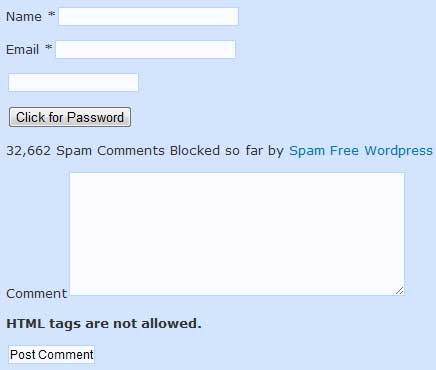 Name *
Email *
Click for Password
32,662 Spam Comments Blocked so far by Spam Free Wordpress
Comment
HTML tags are not allowed.
Post Comment